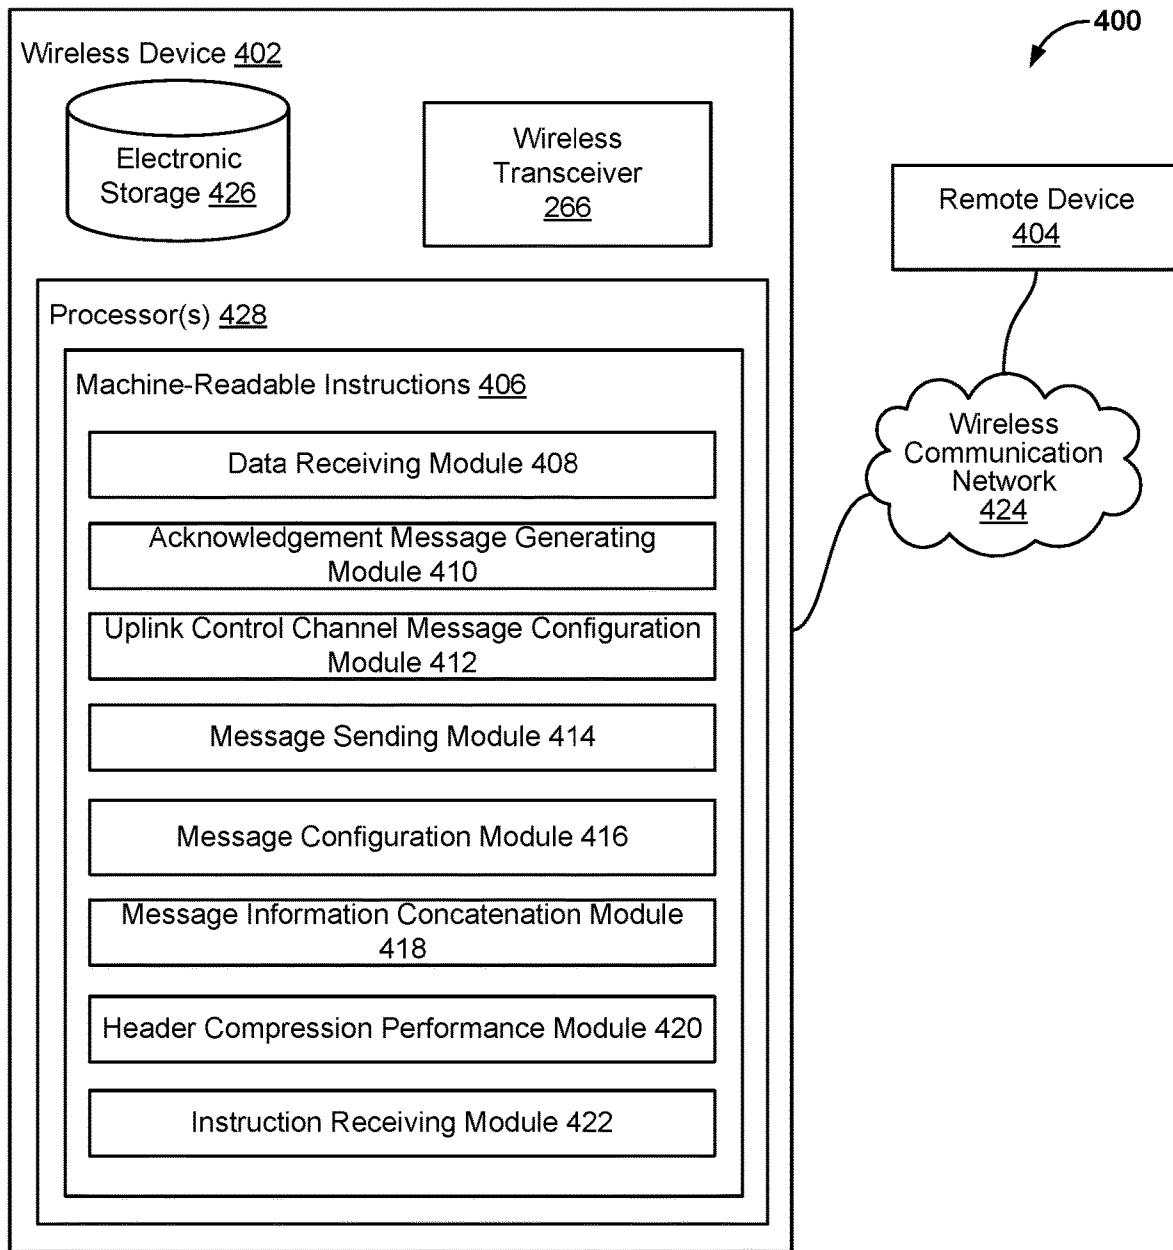 400
Wireless Device 402
Electronic
Storage 426
Wireless
Transceiver
266
Remote Device
404
Processor(s) 428
Machine-Readable Instructions 406
Data Receiving Module 408
Acknowledgement Message Generating
Module 410
Uplink Control Channel Message Configuration
Module 412
Message Sending Module 414
Message Configuration Module 416
Message Information Concatenation Module
418
Header Compression Performance Module 420
Instruction Receiving Module 422
Wireless
Communication
Network
424